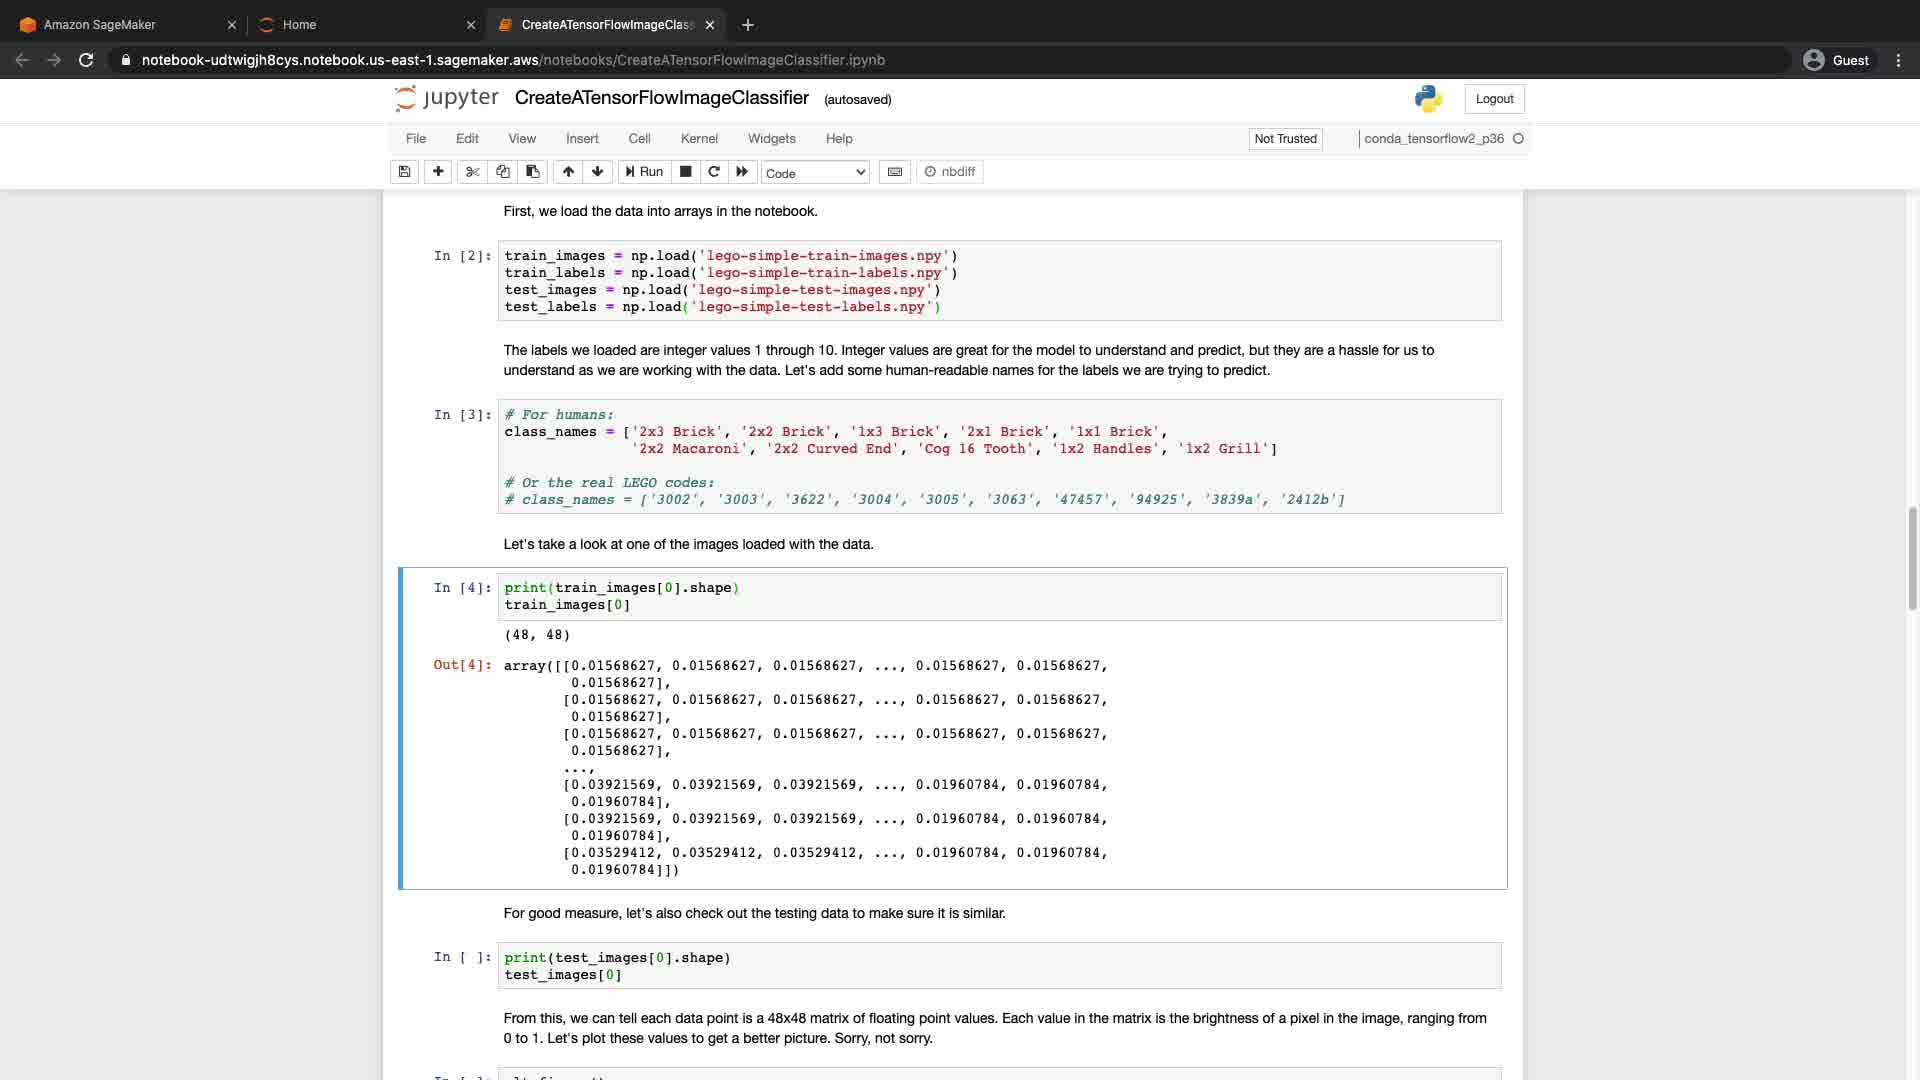 Amazon SageMaker
Home
CreateATensorFlowImageClass
notebook-udtwigjh8cys.notebook.us-east-1.sagemaker.aws/notebooks/CreateATensorFlowImageClassifier.ipynb
Guest
jupyter CreateATensorFlowImageClassifier (autosaved)
Logout
File Edit View Insert Cell Kernel Widgets Help
Not Trusted
conda_tensorflow2_p36
Run
Code
nbdiff
First, we load the data into arrays in the notebook.
In [2]: train_images = np.load('lego-simple-train-images.npy')
train_labels = np.load('lego-simple-train-labels.npy')
test_images = np.load('lego-simple-test-images.npy')
test_labels = np.load('lego-simple-test-labels.npy')
The labels we loaded are integer values 1 through 10. Integer values are great for the model to understand and predict, but they are a hassle for us to
understand as we are working with the data. Let's add some human-readable names for the labels we are trying to predict.
In [3]: # For humans:
class_names = ['2x3 Brick', '2x2 Brick', '1x3 Brick', '2x1 Brick', '1x1 Brick',
'2x2 Macaroni', '2x2 Curved End', 'Cog 16 Tooth', '1x2 Handles', '1x2 Grill']
# Or the real LEGO codes:
# class_names = ['3002', '3003', '3622', '3004', '3005', '3063', '47457', '94925', '3839a', '2412b']
Let's take a look at one of the images loaded with the data.
In [4]: print(train_images[0].shape)
train_images[0]
(48, 48)
Out[4]: array([[0.01568627, 0.01568627, 0.01568627, ..., 0.01568627, 0.01568627,
0.01568627],
[0.01568627, 0.01568627, 0.01568627, ..., 0.01568627, 0.01568627,
0.01568627],
[0.01568627, 0.01568627, 0.01568627, ..., 0.01568627, 0.01568627,
0.01568627],
...,
[0.03921569, 0.03921569, 0.03921569, ..., 0.01960784, 0.01960784,
0.01960784],
[0.03921569, 0.03921569, 0.03921569, ..., 0.01960784, 0.01960784,
0.01960784],
[0.03529412, 0.03529412, 0.03529412, ..., 0.01960784, 0.01960784,
0.01960784]])
For good measure, let's also check out the testing data to make sure it is similar.
In [ ]: print(test_images[0].shape)
test_images[0]
From this, we can tell each data point is a 48x48 matrix of floating point values. Each value in the matrix is the brightness of a pixel in the image, ranging from
0 to 1. Let's plot these values to get a better picture. Sorry, not sorry.